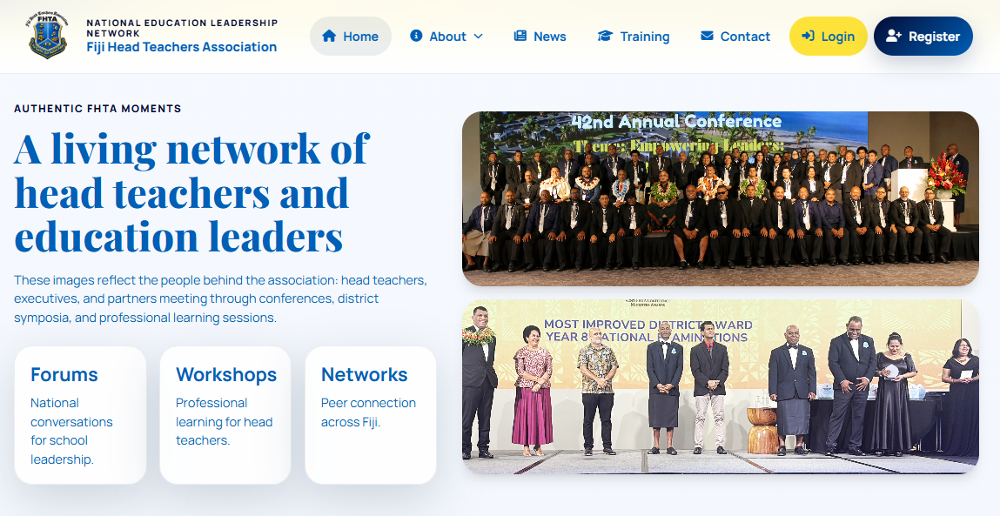 FHTA
NATIONAL EDUCATION LEADERSHIP
NETWORK
Fiji Head Teachers Association
Home
About
News
Training
Contact
Login
Register
AUTHENTIC FHTA MOMENTS
A living network of
head teachers and
education leaders
These images reflect the people behind the association: head teachers,
executives, and partners meeting through conferences, district
symposia, and professional learning sessions.
Forums
National
conversations
for school
leadership.
Workshops
Professional
learning for head
teachers.
Networks
Peer connection
across Fiji.
42nd Annual Conference
Theme: Empowering Leaders:
MINISTERS AWARDS
MOST IMPROVED DISTRICT AWARD
YEAR 8 NATIONAL EXAMINATIONS